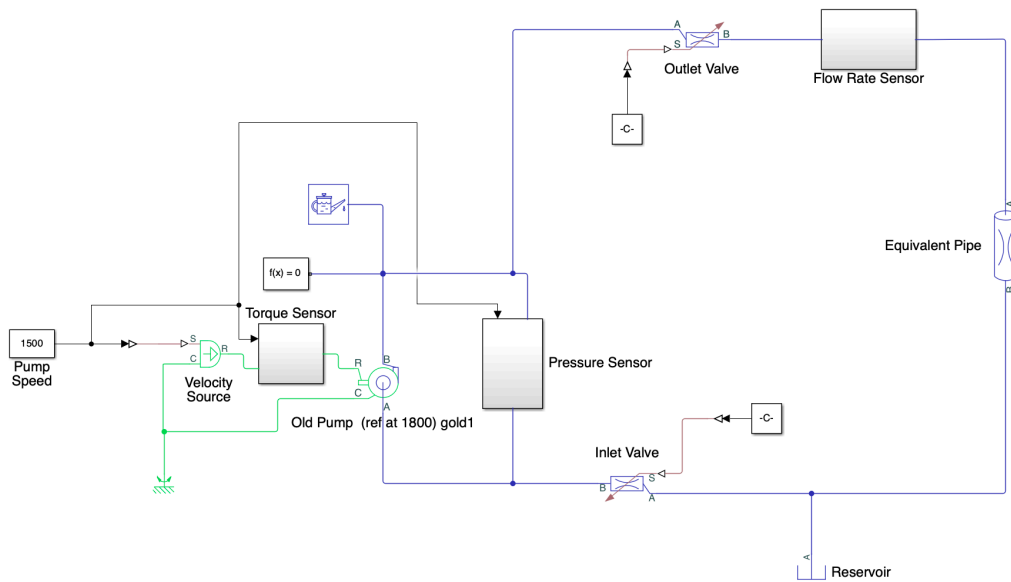 A
B
S
Outlet Valve
Flow Rate Sensor
-C-
A
Equivalent Pipe
B
f(x) = 0
Torque Sensor
1500
Pump
Speed
S
R
C
Velocity
Source
R
B
C
A
Old Pump  (ref at 1800) gold1
Pressure Sensor
-C-
Inlet Valve
S
B
A
A
Reservoir